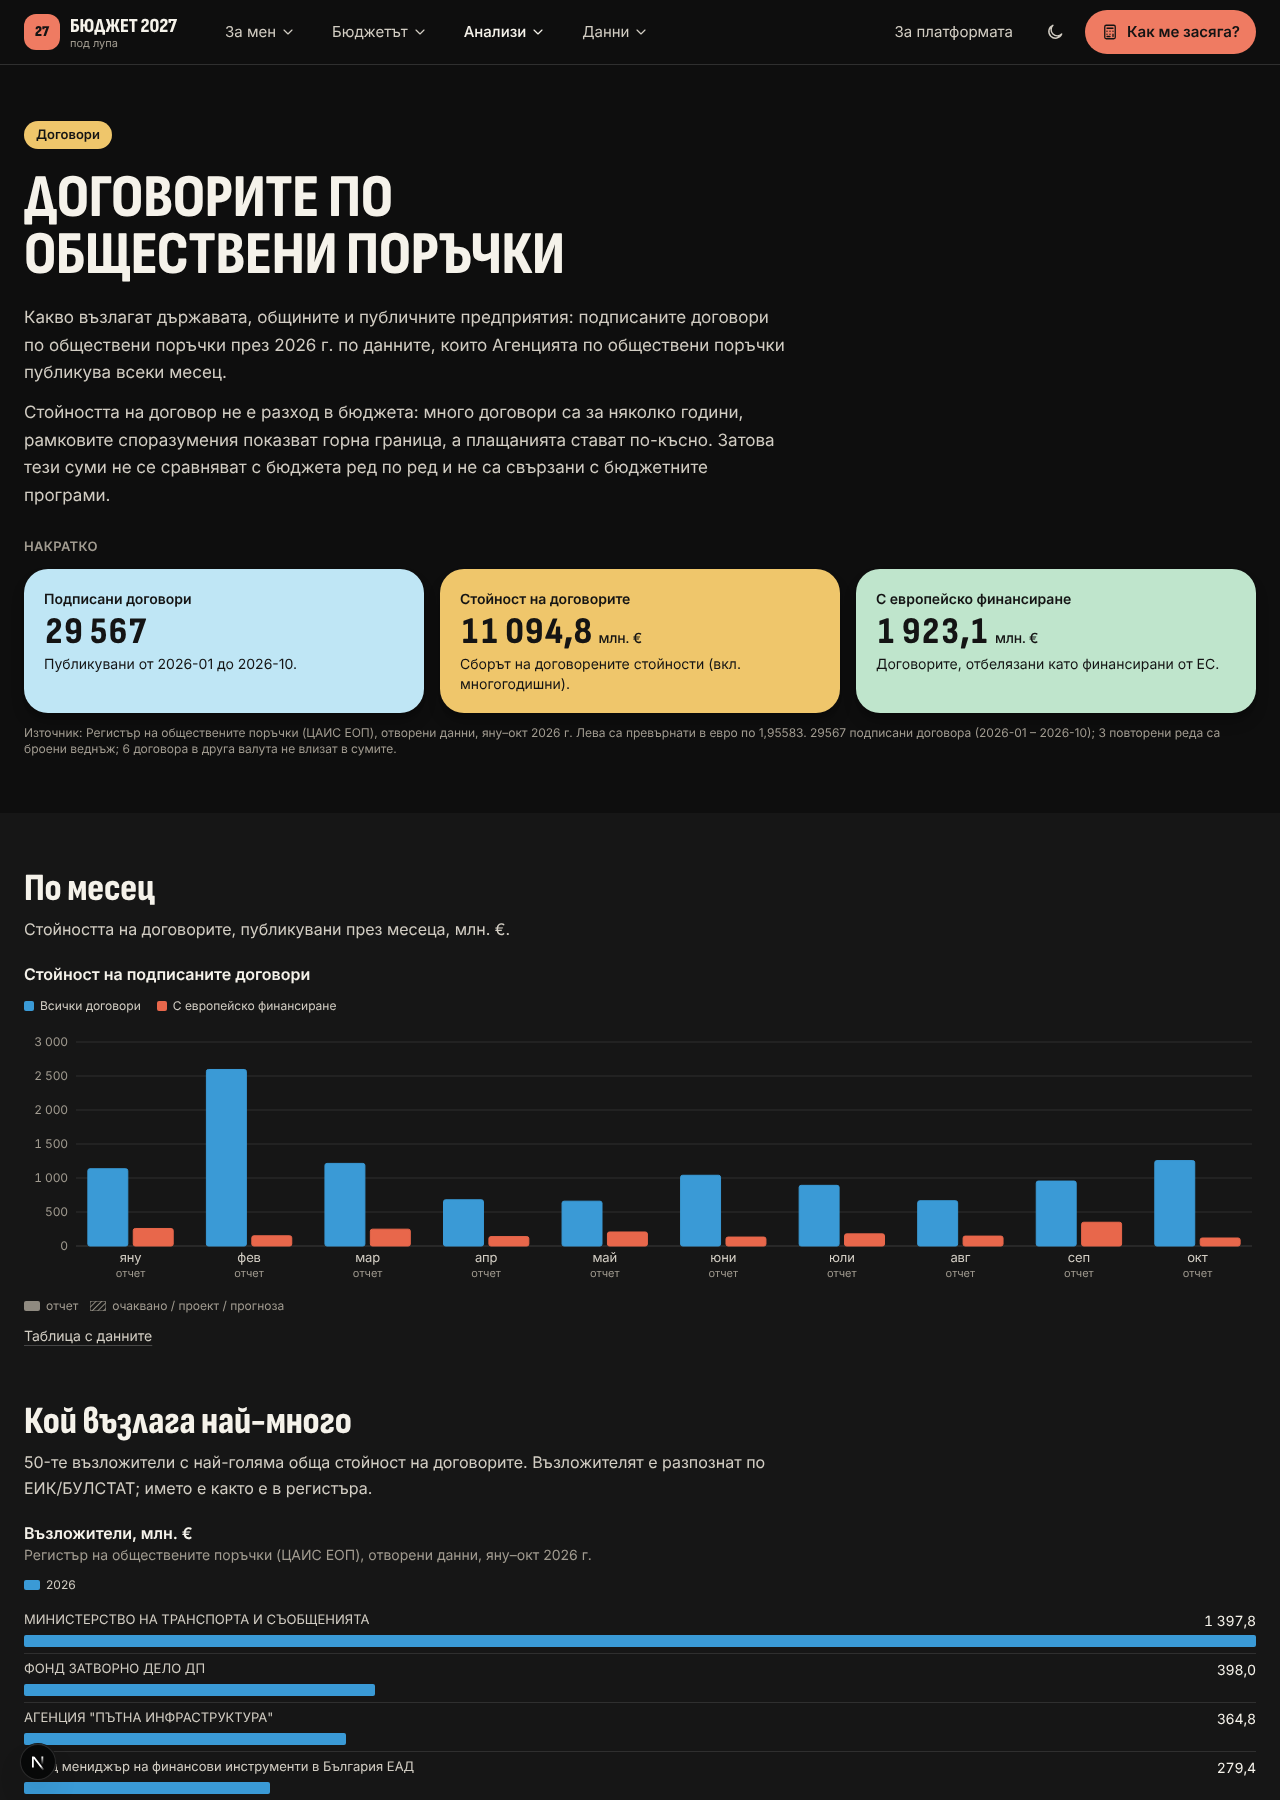 27
БЮДЖЕТ 2027
под лупа
За мен
Бюджетът
Анализи
Данни
За платформата
Как ме засяга?
Договори
ДОГОВОРИТЕ ПО
ОБЩЕСТВЕНИ ПОРЪЧКИ
Какво възлагат държавата, общините и публичните предприятия: подписаните договори
по обществени поръчки през 2026 г. по данните, които Агенцията по обществени поръчки
публикува всеки месец.
Стойността на договор не е разход в бюджета: много договори са за няколко години,
рамковите споразумения показват горна граница, а плащанията стават по-късно. Затова
тези суми не се сравняват с бюджета ред по ред и не са свързани с бюджетните
програми.
НАКРАТКО
Подписани договори
29 567
Публикувани от 2026-01 до 2026-10.
Стойност на договорите
11 094,8 млн. €
Сборът на договорените стойности (вкл.
многогодишни).
С европейско финансиране
1 923,1 млн. €
Договорите, отбелязани като финансирани от ЕС.
Източник: Регистър на обществените поръчки (ЦАИС ЕОП), отворени данни, яну–окт 2026 г. Лева са превърнати в евро по 1,95583. 29567 подписани договора (2026-01 – 2026-10); 3 повторени реда са
броени веднъж; 6 договора в друга валута не влизат в сумите.
По месец
Стойността на договорите, публикувани през месеца, млн. €.
Стойност на подписаните договори
Всички договори
С европейско финансиране
3 000
2 500
2 000
1 500
1 000
500
0
яну фев мар апр май юни юли авг сеп окт
отчет отчет отчет отчет отчет отчет отчет отчет отчет отчет
отчет
очаквано / проект / прогноза
Таблица с данните
Кой възлага най-много
50-те възложители с най-голяма обща стойност на договорите. Възложителят е разпознат по
ЕИК/БУЛСТАТ; името е както е в регистъра.
Възложители, млн. €
Регистър на обществените поръчки (ЦАИС ЕОП), отворени данни, яну–окт 2026 г.
2026
МИНИСТЕРСТВО НА ТРАНСПОРТА И СЪОБЩЕНИЯТА 1 397,8
ФОНД ЗАТВОРНО ДЕЛО ДП 398,0
АГЕНЦИЯ "ПЪТНА ИНФРАСТРУКТУРА" 364,8
N
мениджър на финансови инструменти в България ЕАД 279,4